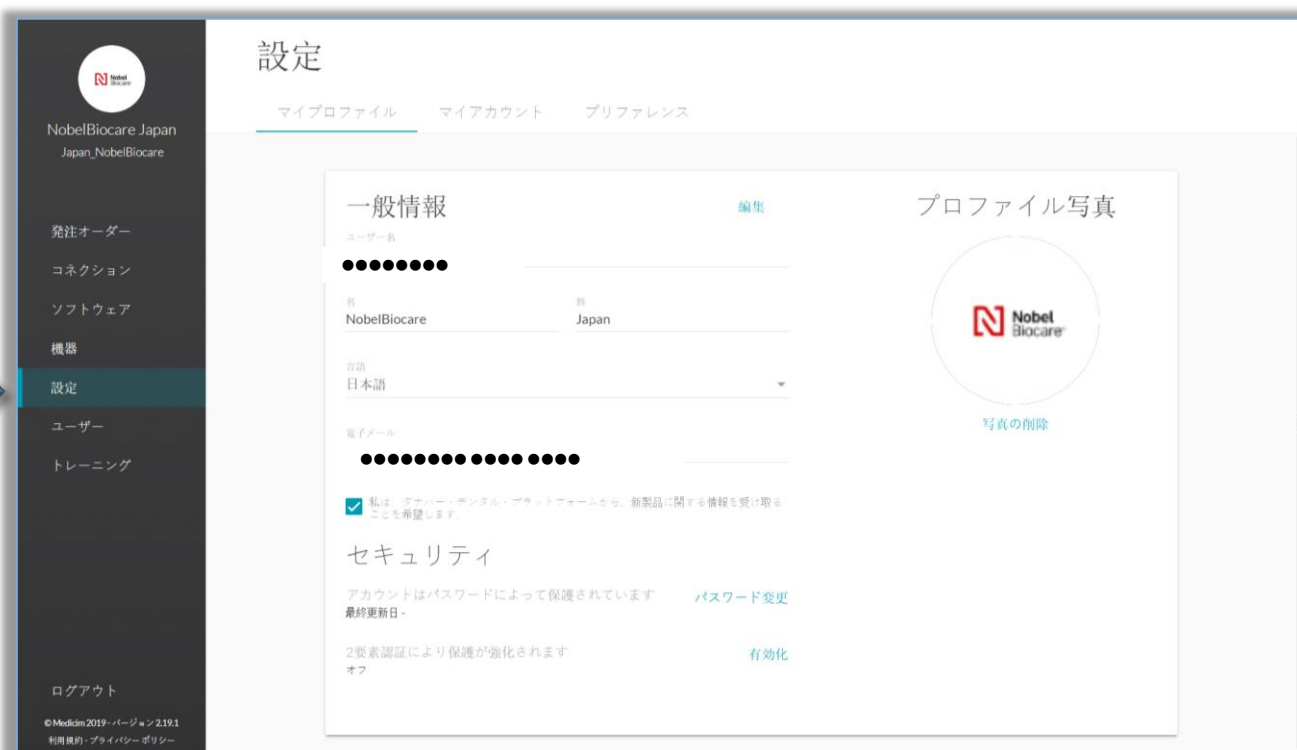 Nobel
Biocare
NobelBiocare Japan
Japan_NobelBiocare
発注オーダー
コネクション
ソフトウェア
機器
設定
ユーザー
トレーニング
ログアウト
© Medicim 2019 - バージョン 2.19.1
利用規約 - プライバシー ポリシー
設定
マイプロファイル マイアカウント プリファレンス
一般情報 編集
ユーザー名
●●●●●●●●
名 姓
NobelBiocare Japan
言語
日本語
電子メール
●●●●●●●● ●●●● ●●●●
私は、ダナハー・デンタル・プラットフォームから、新製品に関する情報を受け取る
ことを希望します.
セキュリティ
アカウントはパスワードによって保護されています パスワード変更
最終更新日 -
2要素認証により保護が強化されます 有効化
オフ
プロファイル写真
Nobel
Biocare
写真の削除